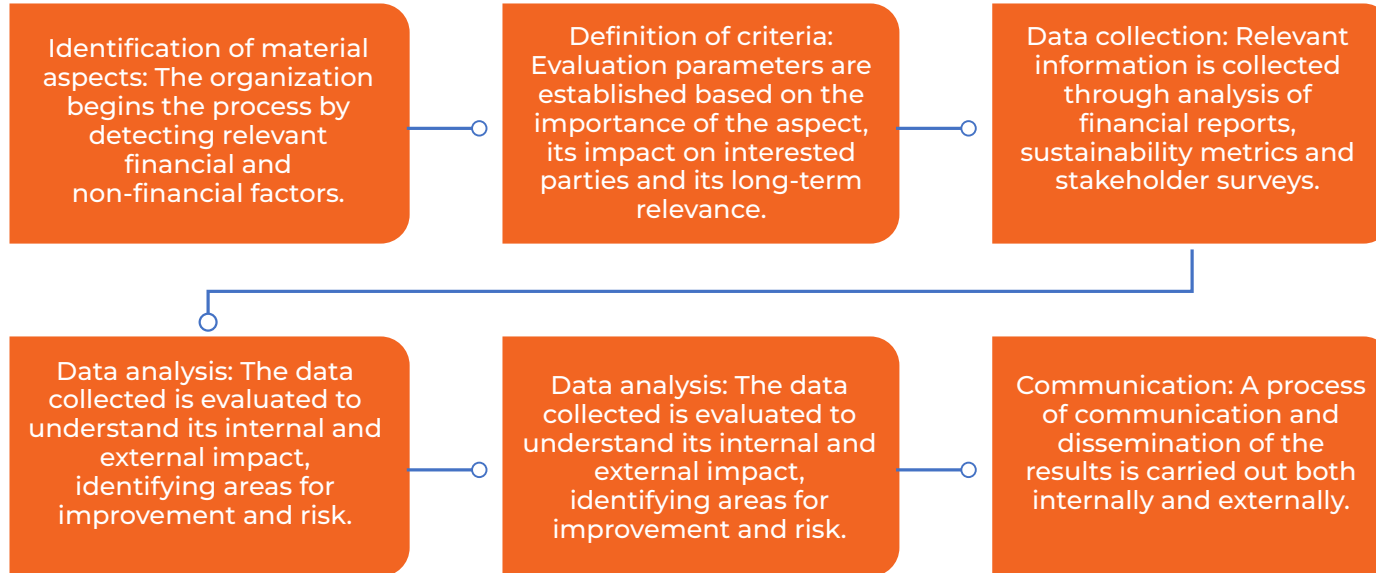 Identification of material
aspects: The organization
begins the process by
detecting relevant
financial and
non-financial factors.
Definition of criteria:
Evaluation parameters are
established based on the
importance of the aspect,
its impact on interested
parties and its long-term
relevance.
Data collection: Relevant
information is collected
through analysis of
financial reports,
sustainability metrics and
stakeholder surveys.
Data analysis: The data
collected is evaluated to
understand its internal and
external impact,
identifying areas for
improvement and risk.
Data analysis: The data
collected is evaluated to
understand its internal and
external impact,
identifying areas for
improvement and risk.
Communication: A process
of communication and
dissemination of the
results is carried out both
internally and externally.